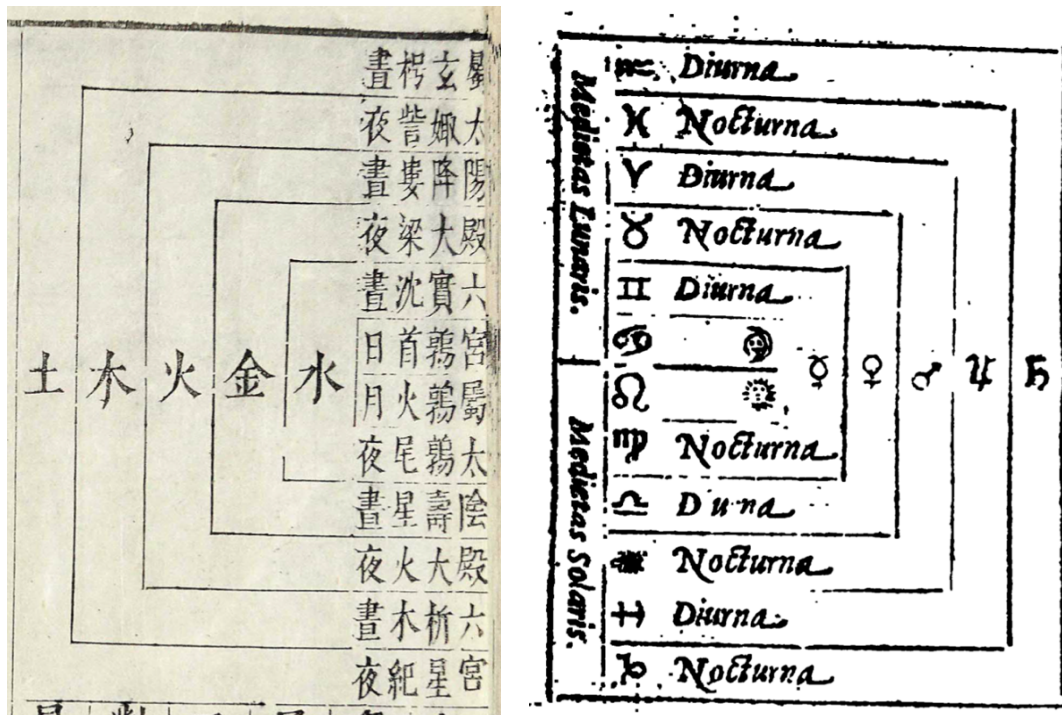 屬太陽殿六宮屬太陰殿六宮
玄枵晝
娵訾夜
降婁晝
大梁夜
實沈晝
鶉首日
鶉火月
鶉尾夜
壽星晝
大火夜
析木晝
星紀夜
水金火木土
Medietas Lunaris.
Medietas Solaris.
♒ Diurna
♓ Nocturna
♈ Diurna
♉ Nocturna
♊ Diurna
♋
♌
♍ Nocturna
♎ D u na
♏ Nocturna
♐ Diurna
♑ Nocturna
☿ ♀ ♂ ♃ ♄